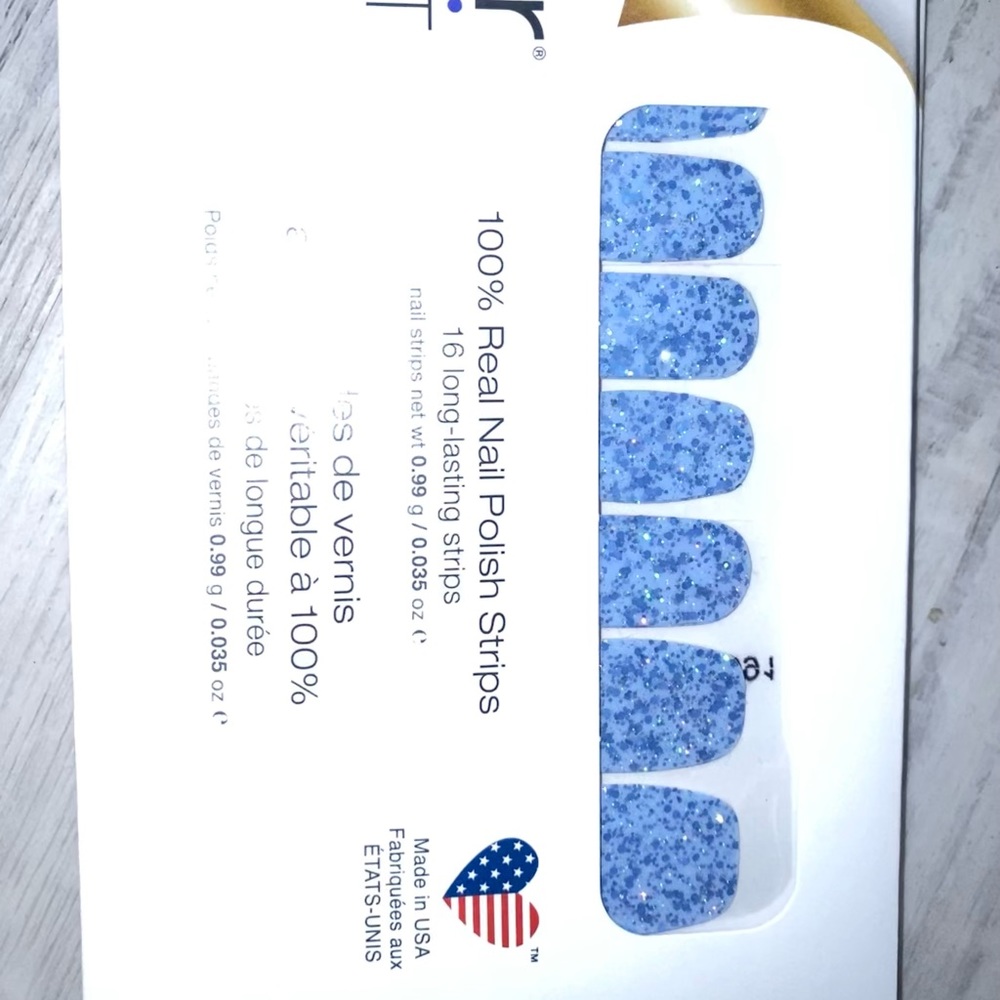 r®
100% Real Nail Polish Strips
16 long-lasting strips
nail strips net wt 0.99 g / 0.035 oz
de vernis
à 100%
de longue durée
de vernis 0.99 g / 0.035 oz
Made in USA
Fabriquées aux
ÉTATS-UNIS
TM